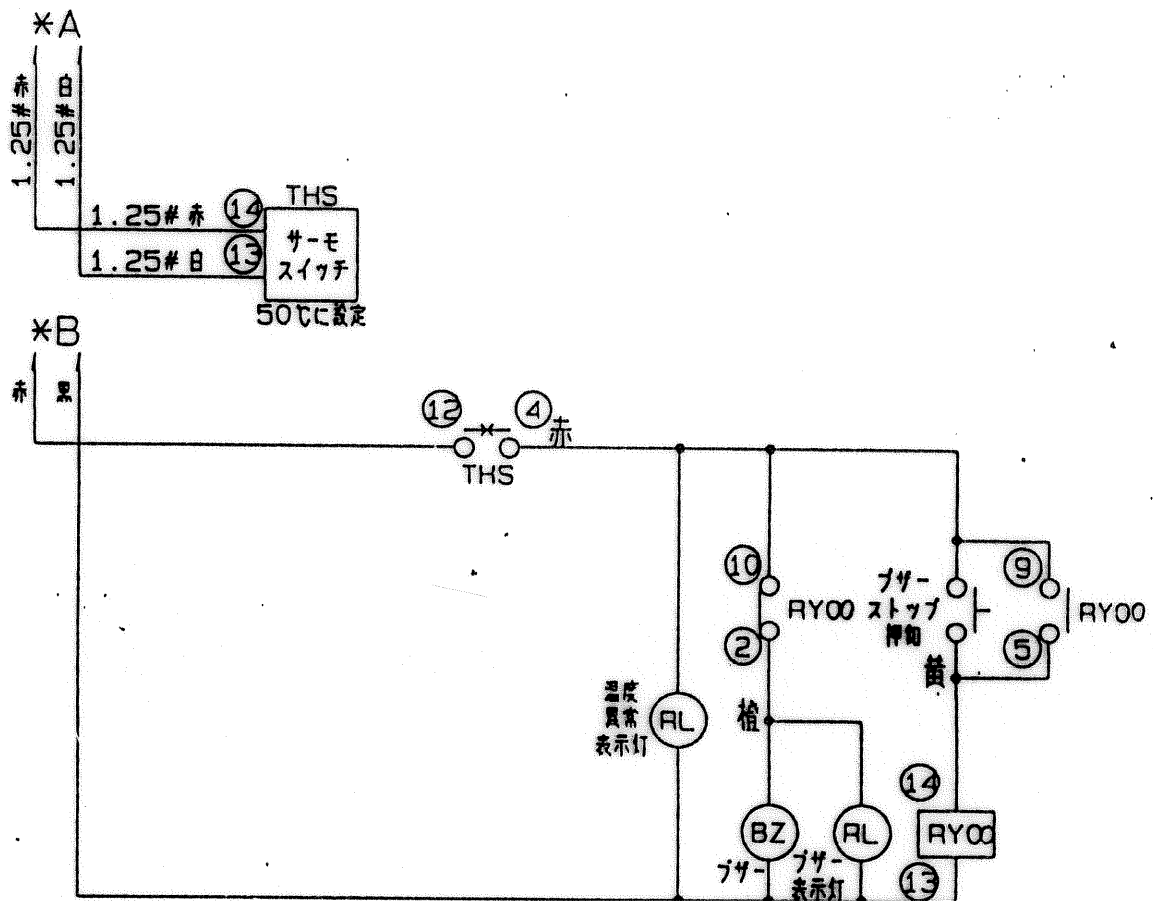 *A
1.25# 赤
1.25# 白
1.25# 赤
⑭
THS
1.25# 白
⑬
サーモ
スイッチ
50℃に設定
*B
赤
黒
⑫
④
赤
THS
⑩
RY00
②
ブザー
ストップ
押釦
⑨
RY00
⑤
黄
温度
異常
表示灯
RL
橙
BZ
ブザー
RL
ブザー
表示灯
⑭
RY00
⑬